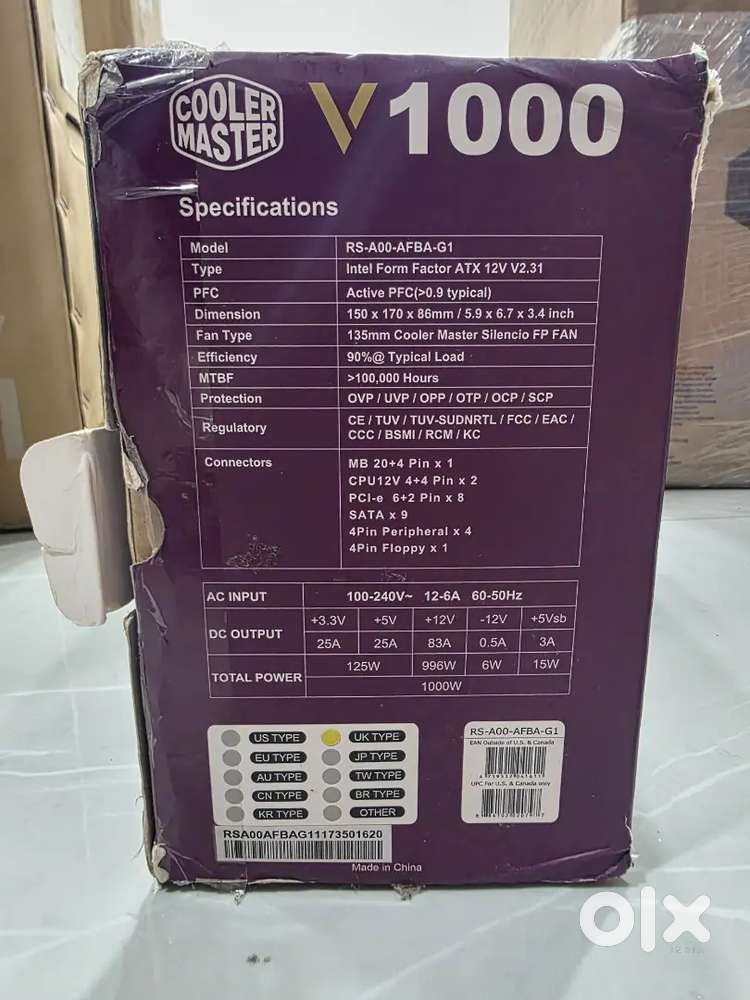 COOLER
MASTER
V1000
Specifications
Model RS-A00-AFBA-G1
Type Intel Form Factor ATX 12V V2.31
PFC Active PFC(>0.9 typical)
Dimension 150 x 170 x 86mm / 5.9 x 6.7 x 3.4 inch
Fan Type 135mm Cooler Master Silencio FP FAN
Efficiency 90%@ Typical Load
MTBF >100,000 Hours
Protection OVP / UVP / OPP / OTP / OCP / SCP
Regulatory CE / TUV / TUV-SUDNRTL / FCC / EAC /
CCC / BSMI / RCM / KC
Connectors MB 20+4 Pin x 1
CPU12V 4+4 Pin x 2
PCI-e 6+2 Pin x 8
SATA x 9
4Pin Peripheral x 4
4Pin Floppy x 1
AC INPUT 100-240V~ 12-6A 60-50Hz
DC OUTPUT +3.3V +5V +12V -12V +5Vsb
25A 25A 83A 0.5A 3A
TOTAL POWER 125W 996W 6W 15W
1000W
US TYPE UK TYPE
EU TYPE JP TYPE
AU TYPE TW TYPE
CN TYPE BR TYPE
KR TYPE OTHER
RSA00AFBAG11173501620
RS-A00-AFBA-G1
EAN Outside of U.S. & Canada
UPC For U.S. & Canada only
Made in China
olx